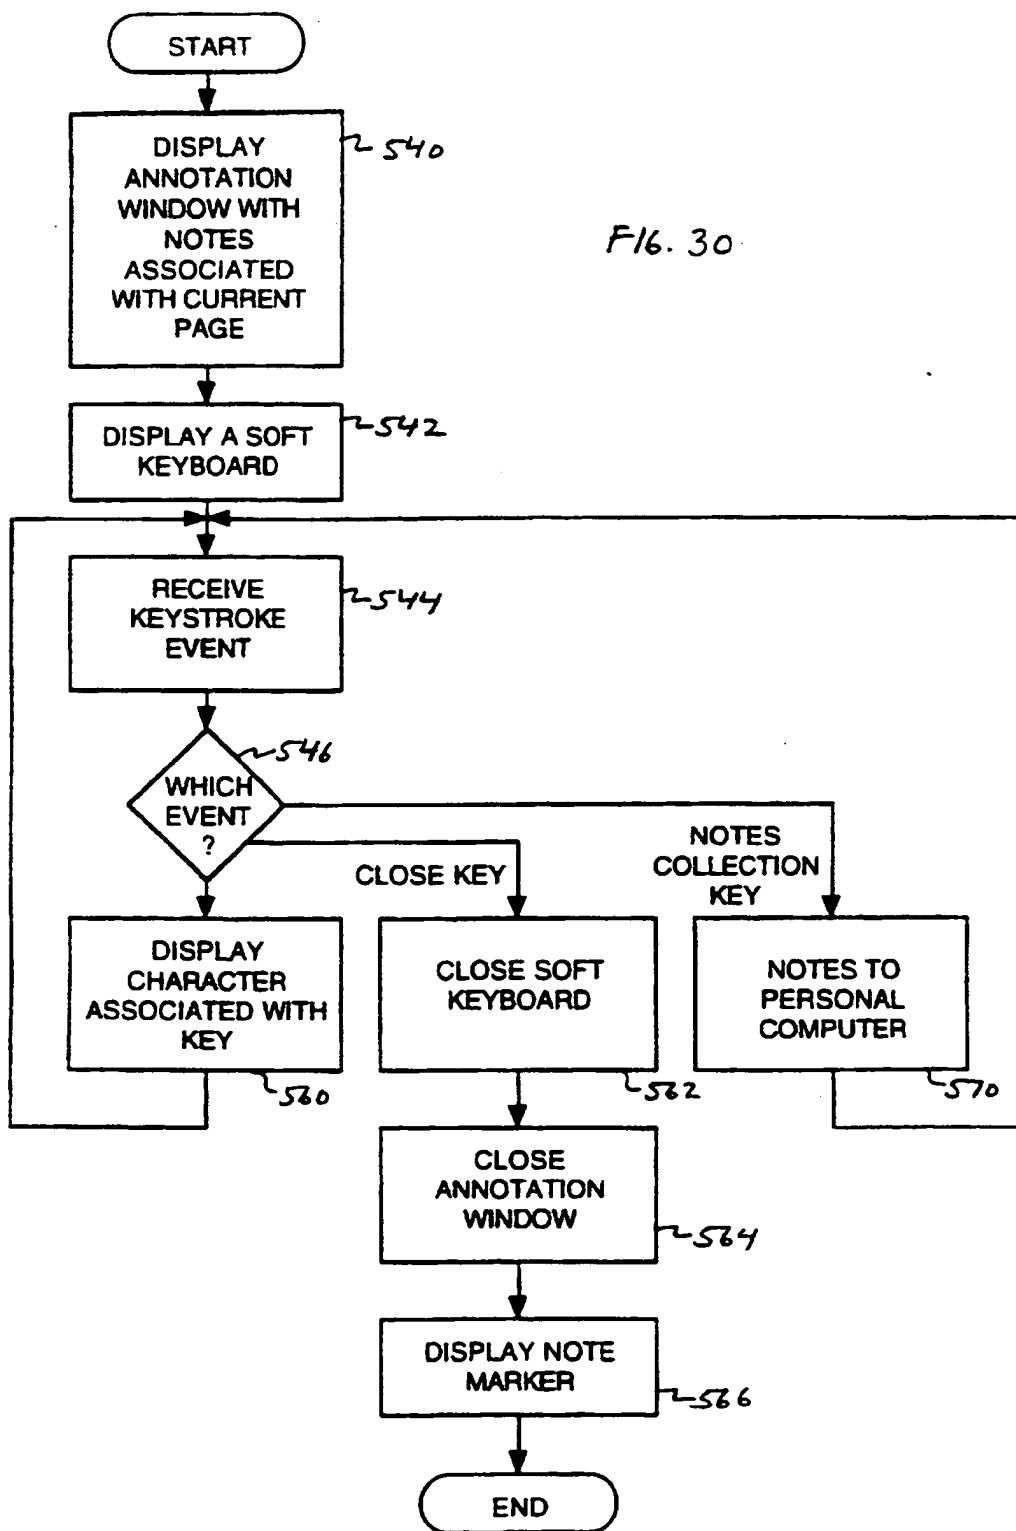 START
DISPLAY
ANNOTATION
WINDOW WITH
NOTES
ASSOCIATED
WITH CURRENT
PAGE
540
FIG. 30
DISPLAY A SOFT
KEYBOARD
542
RECEIVE
KEYSTROKE
EVENT
544
WHICH
EVENT
?
546
CLOSE KEY
NOTES
COLLECTION
KEY
DISPLAY
CHARACTER
ASSOCIATED WITH
KEY
560
CLOSE SOFT
KEYBOARD
562
NOTES TO
PERSONAL
COMPUTER
570
CLOSE
ANNOTATION
WINDOW
564
DISPLAY NOTE
MARKER
566
END